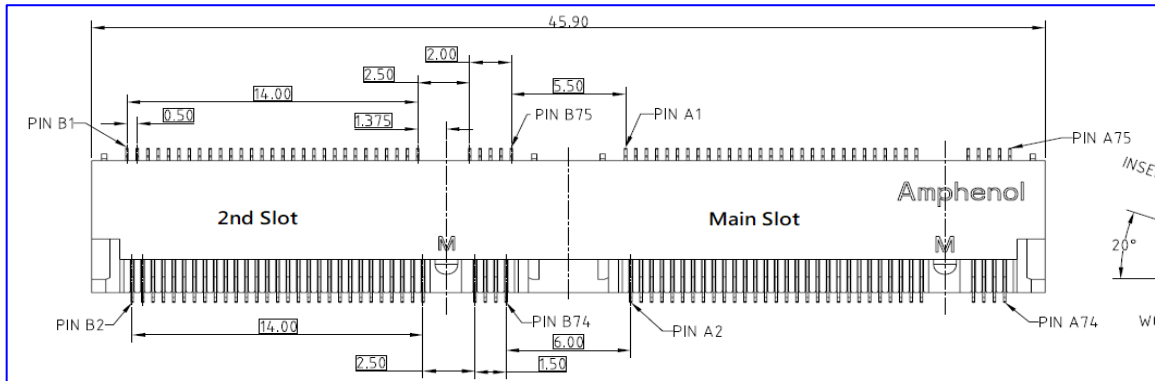 45.90
2.00
2.50
5.50
14.00
PIN B1
0.50
1.375
PIN B75
PIN A1
PIN A75
Amphenol
2nd Slot
Main Slot
M
M
20°
PIN B2
14.00
PIN B74
PIN A2
PIN A74
6.00
2.50
1.50